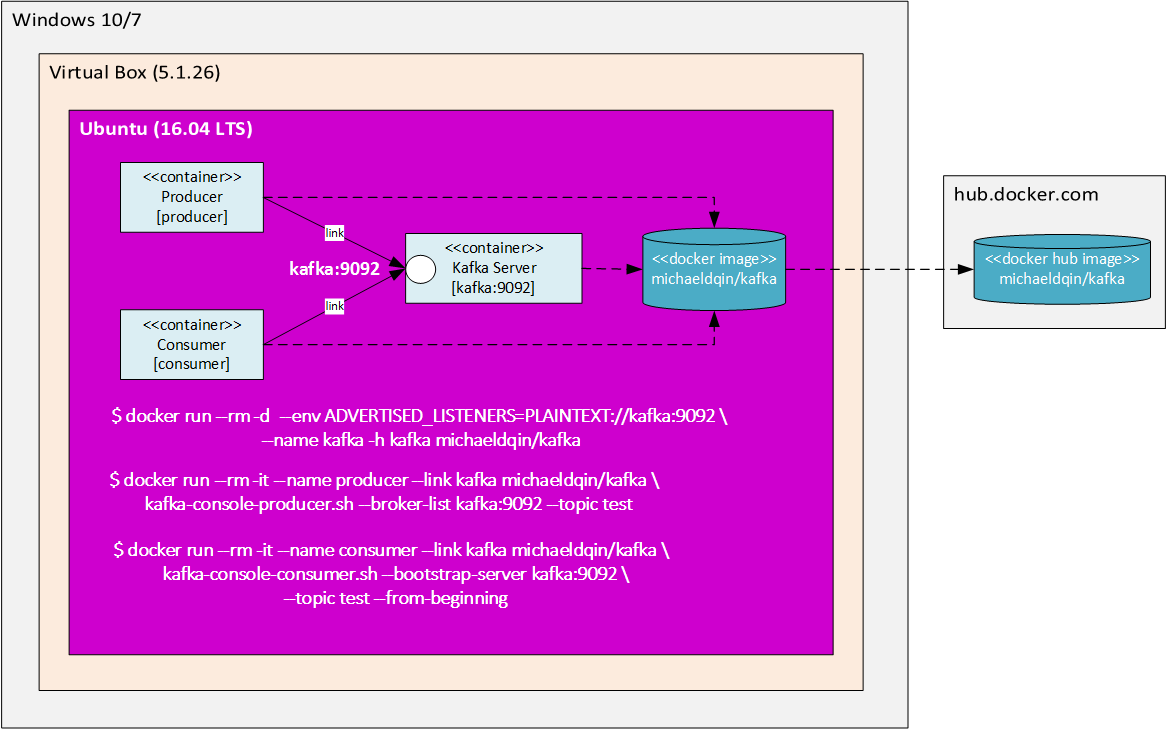 Windows 10/7
Virtual Box (5.1.26)
Ubuntu (16.04 LTS)
<<container>>
Producer
[producer]
link
kafka:9092
<<container>>
Kafka Server
[kafka:9092]
link
<<container>>
Consumer
[consumer]
<<docker image>>
michaeldqin/kafka
hub.docker.com
<<docker hub image>>
michaeldqin/kafka
$ docker run —rm -d  —env ADVERTISED_LISTENERS=PLAINTEXT://kafka:9092 \
—name kafka -h kafka michaeldqin/kafka
$ docker run —rm -it —name producer —link kafka michaeldqin/kafka \
kafka-console-producer.sh —broker-list kafka:9092 —topic test
$ docker run —rm -it —name consumer —link kafka michaeldqin/kafka \
kafka-console-consumer.sh —bootstrap-server kafka:9092 \
—topic test —from-beginning